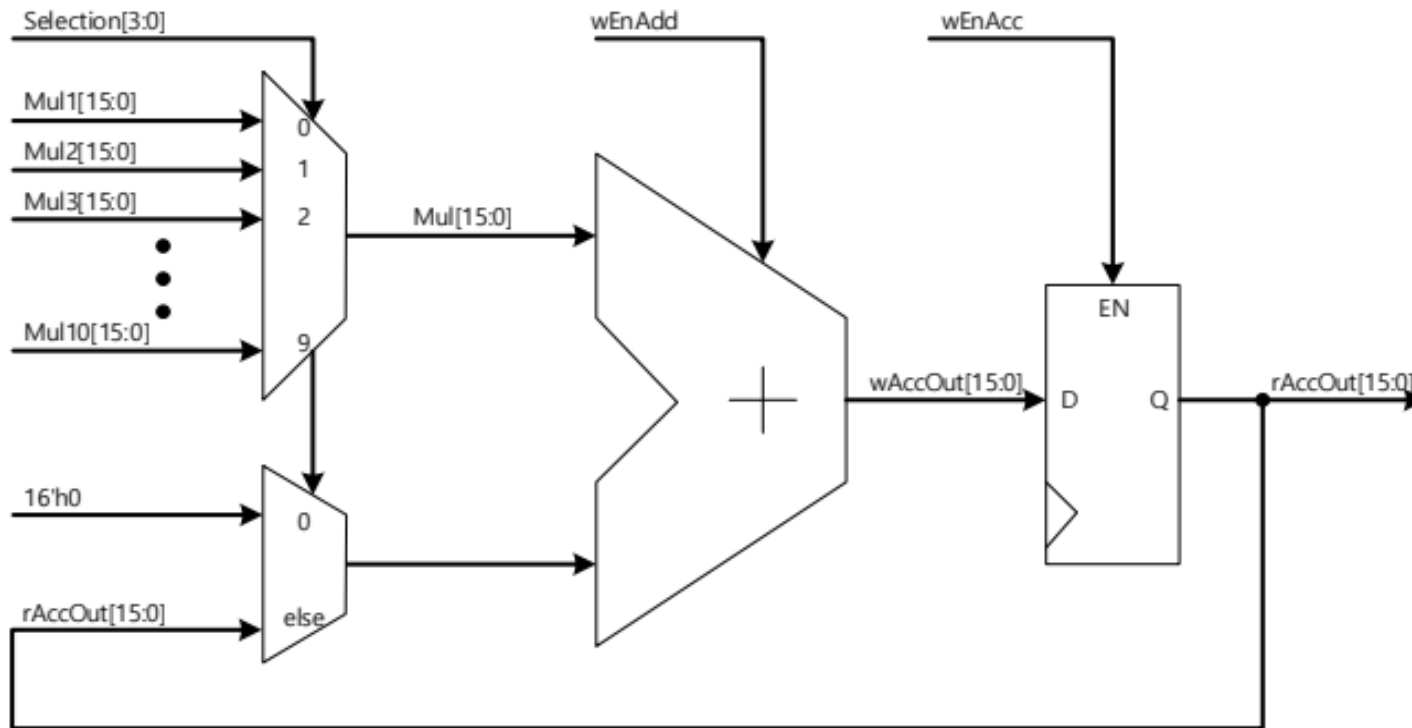 Selection[3:0]
wEnAdd
wEnAcc
Mul1[15:0]
0
Mul2[15:0]
1
Mul3[15:0]
2
Mul[15:0]
EN
Mul10[15:0]
9
wAccOut[15:0]
rAccOut[15:0]
D
Q
+
16'h0
0
rAccOut[15:0]
else